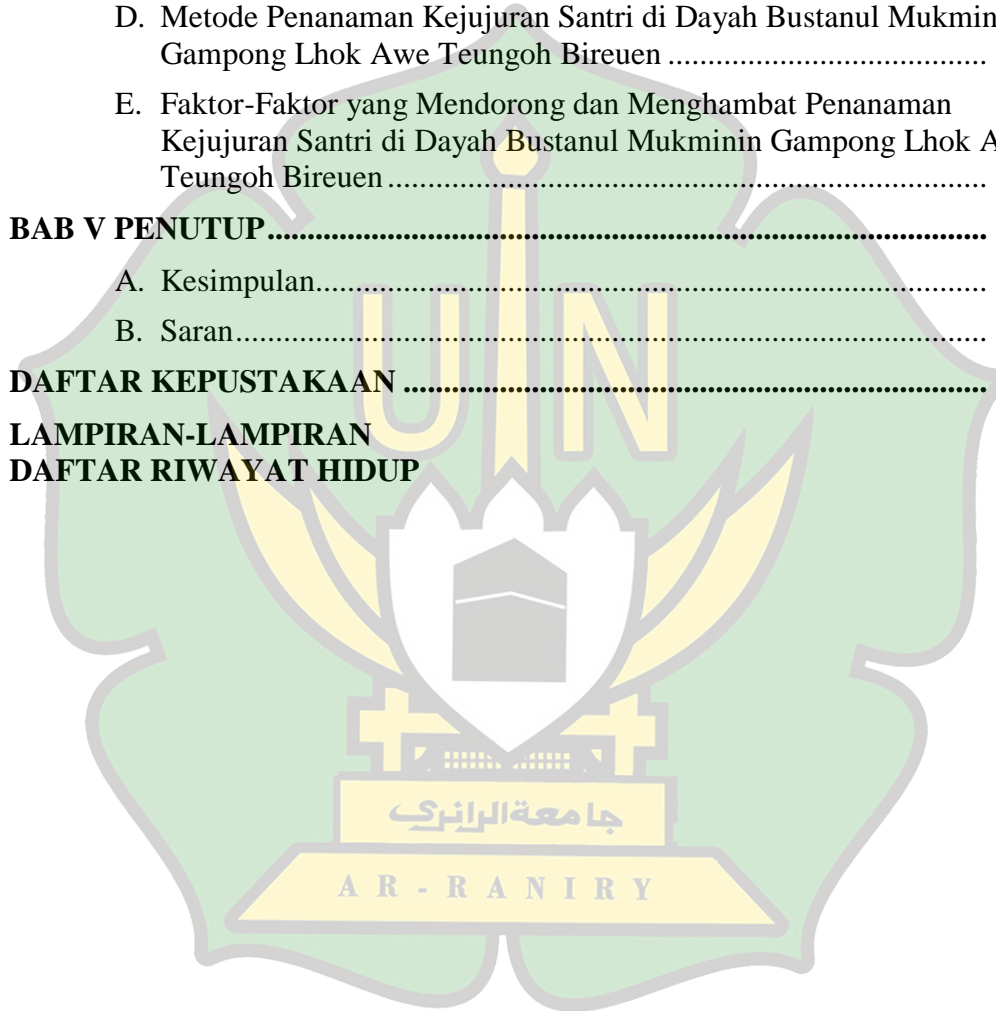 D. Metode Penanaman Kejujuran Santri di Dayah Bustanul Mukmin
Gampong Lhok Awe Teungoh Bireuen ........................................
E. Faktor-Faktor yang Mendorong dan Menghambat Penanaman
Kejujuran Santri di Dayah Bustanul Mukminin Gampong Lhok A
Teungoh Bireuen ...........................................................................
BAB V PENUTUP..........................................................................................
A. Kesimpulan....................................................................................
B. Saran..............................................................................................
DAFTAR KEPUSTAKAAN .........................................................................
LAMPIRAN-LAMPIRAN
DAFTAR RIWAYAT HIDUP
UIN
جامعةالرانري
AR-RANIRY